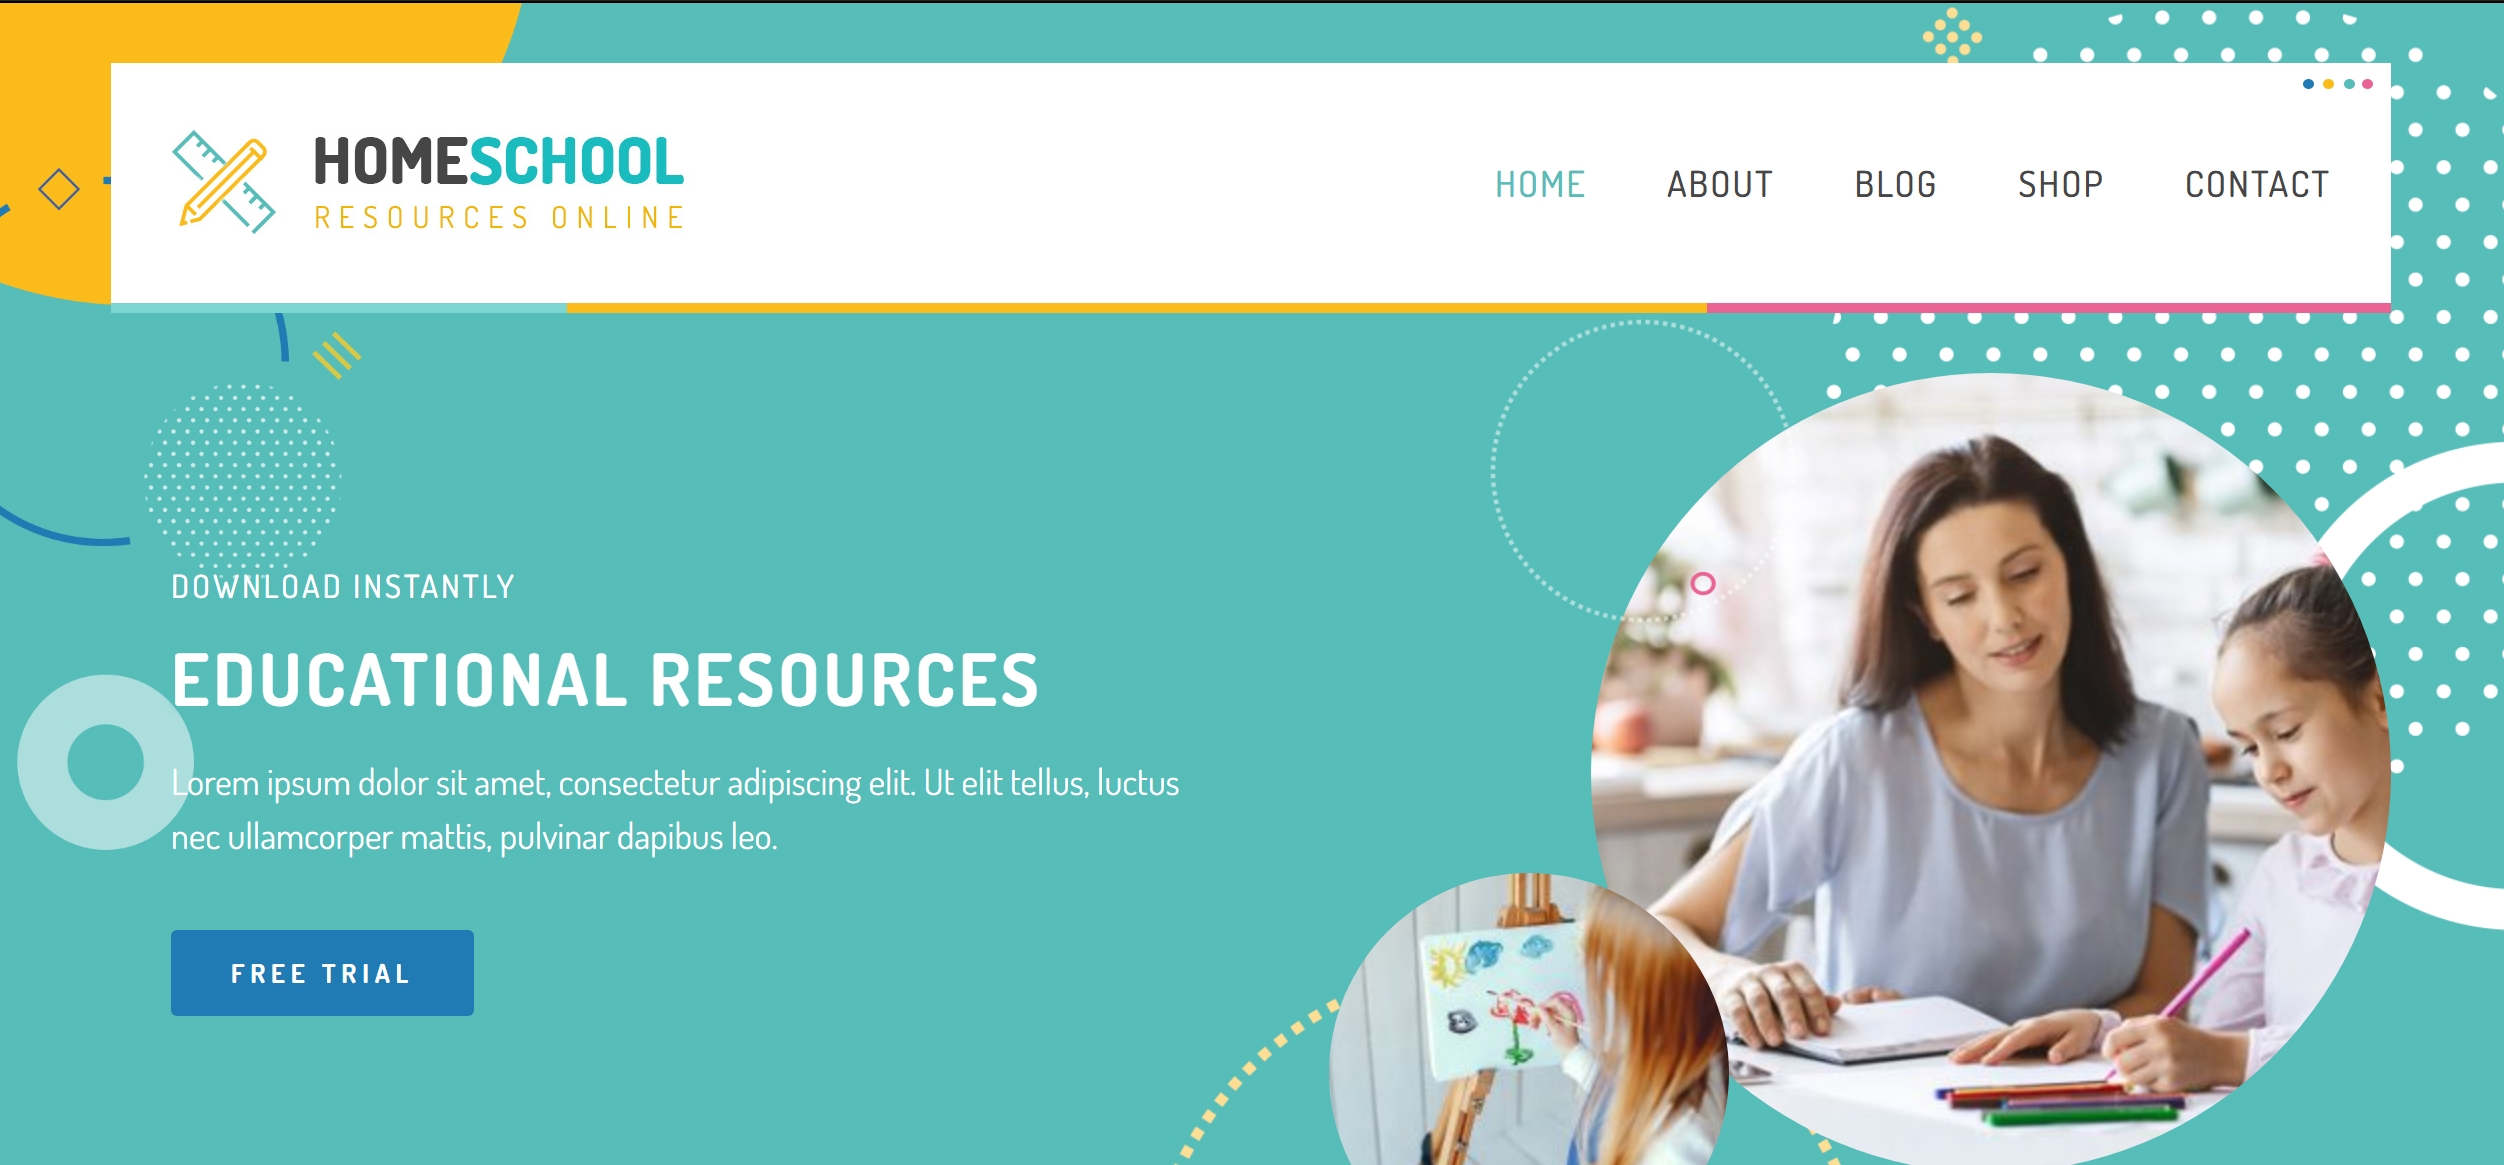 HOMESCHOOL
RESOURCES ONLINE
HOME ABOUT BLOG SHOP CONTACT
DOWNLOAD INSTANTLY
EDUCATIONAL RESOURCES
Lorem ipsum dolor sit amet, consectetur adipiscing elit. Ut elit tellus, luctus
nec ullamcorper mattis, pulvinar dapibus leo.
FREE TRIAL